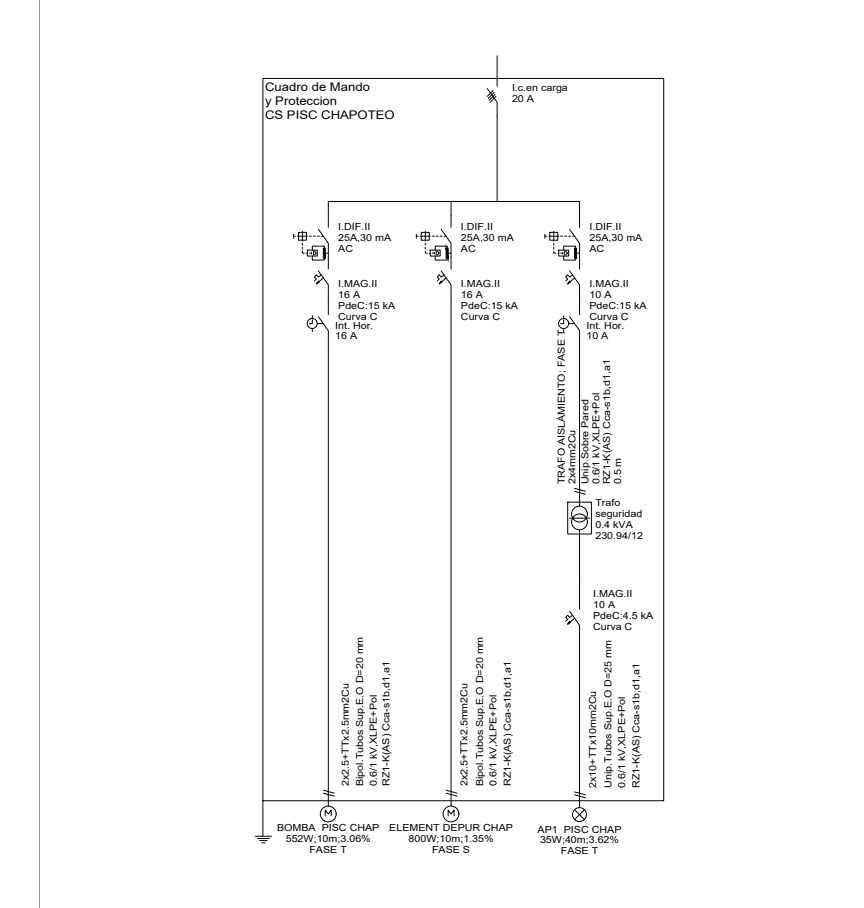 Cuadro de Mando
y Proteccion
CS PISC CHAPOTEO
I.c.en carga
20 A
I.DIF.II
25A,30 mA
AC
I.MAG.II
16 A
PdeC:15 kA
Curva C
Int. Hor.
16 A
I.DIF.II
25A,30 mA
AC
I.MAG.II
16 A
PdeC:15 kA
Curva C
I.DIF.II
25A,30 mA
AC
I.MAG.II
10 A
PdeC:15 kA
Curva C
Int. Hor.
10 A
TRAFO AISLAMIENTO; FASE T
2x4mm2Cu
Unip.Sobre Pared
0.6/1 kV,XLPE+Pol
RZ1-K(AS) Cca-s1b,d1,a1
0.5 m
Trafo
seguridad
0.4 kVA
230.94/12
I.MAG.II
10 A
PdeC:4.5 kA
Curva C
2x2.5+TTx2.5mm2Cu
Bipol.Tubos Sup.E.O D=20 mm
0.6/1 kV,XLPE+Pol
RZ1-K(AS) Cca-s1b,d1,a1
2x2.5+TTx2.5mm2Cu
Bipol.Tubos Sup.E.O D=20 mm
0.6/1 kV,XLPE+Pol
RZ1-K(AS) Cca-s1b,d1,a1
2x10+TTx10mm2Cu
Unip.Tubos Sup.E.O D=25 mm
0.6/1 kV,XLPE+Pol
RZ1-K(AS) Cca-s1b,d1,a1
M
BOMBA PISC CHAP
552W;10m;3.06%
FASE T
M
ELEMENT DEPUR CHAP
800W;10m;1.35%
FASE S
AP1 PISC CHAP
35W;40m;3.62%
FASE T